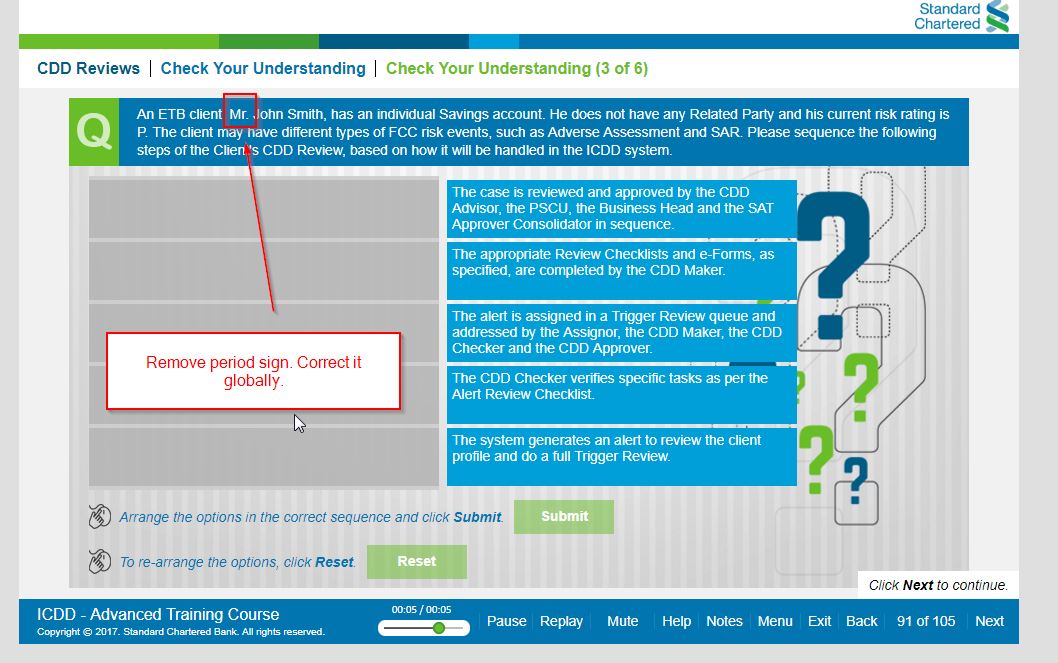 Standard
Chartered
CDD Reviews | Check Your Understanding | Check Your Understanding (3 of 6)
Q
An ETB client, Mr. John Smith, has an individual Savings account. He does not have any Related Party and his current risk rating is
P. The client may have different types of FCC risk events, such as Adverse Assessment and SAR. Please sequence the following
steps of the Client's CDD Review, based on how it will be handled in the ICDD system.
The case is reviewed and approved by the CDD
Advisor, the PSCU, the Business Head and the SAT
Approver Consolidator in sequence.
The appropriate Review Checklists and e-Forms, as
specified, are completed by the CDD Maker.
The alert is assigned in a Trigger Review queue and
addressed by the Assignor, the CDD Maker, the CDD
Checker and the CDD Approver.
Remove period sign. Correct it
globally.
The CDD Checker verifies specific tasks as per the
Alert Review Checklist.
The system generates an alert to review the client
profile and do a full Trigger Review.
Arrange the options in the correct sequence and click Submit. Submit
To re-arrange the options, click Reset. Reset
Click Next to continue.
ICDD - Advanced Training Course
Copyright © 2017. Standard Chartered Bank. All rights reserved.
00:05 / 00:05
Pause Replay Mute Help Notes Menu Exit Back 91 of 105 Next